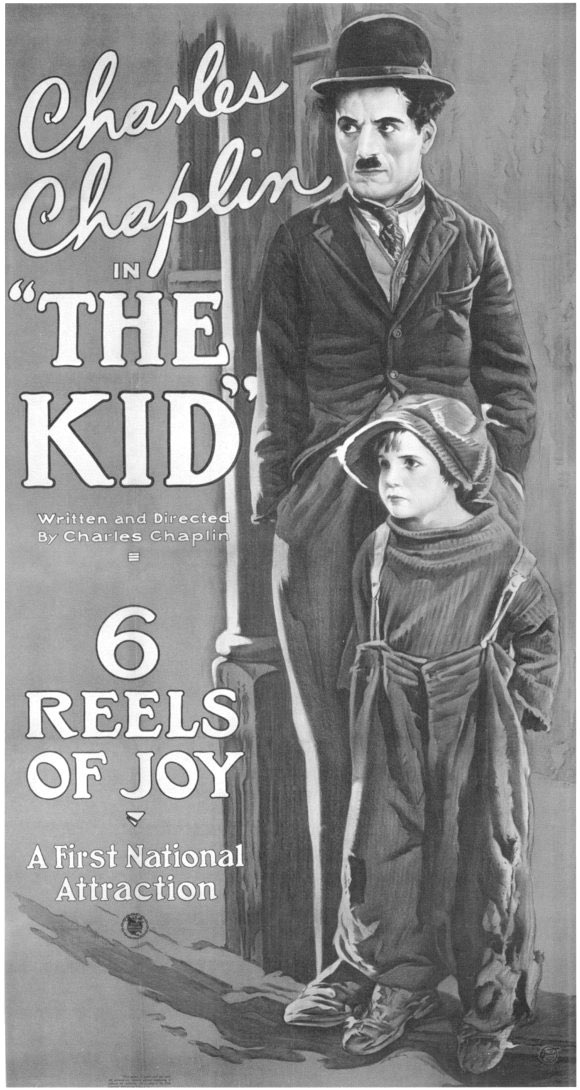 Charles
Chaplin
IN
"THE
KID"
Written and Directed
By Charles Chaplin
6
REELS
OF JOY
A First National
Attraction